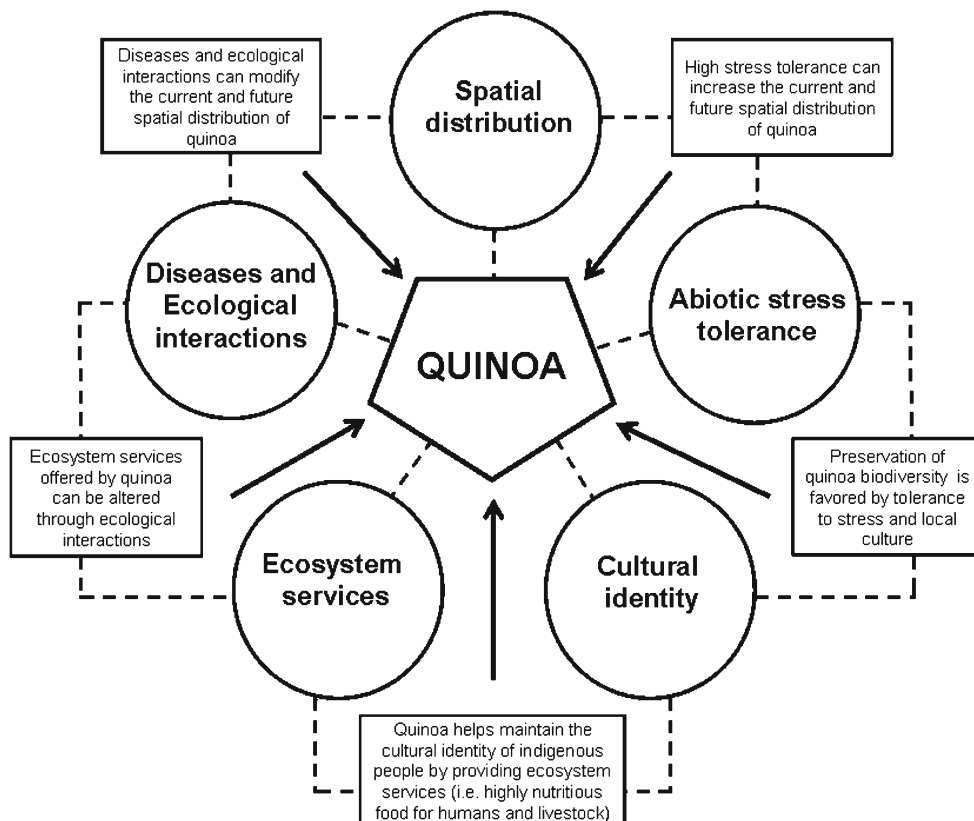 Diseases and ecological
interactions can modify
the current and future
spatial distribution of
quinoa
Spatial
distribution
High stress tolerance can
increase the current and
future spatial distribution
of quinoa
Diseases and
Ecological
interactions
QUINOA
Abiotic stress
tolerance
Ecosystem services
offered by quinoa
can be altered
through ecological
interactions
Preservation of
quinoa biodiversity is
favored by tolerance
to stress and local
culture
Ecosystem
services
Cultural
identity
Quinoa helps maintain the
cultural identity of indigenous
people by providing ecosystem
services (i.e. highly nutritious
food for humans and livestock)